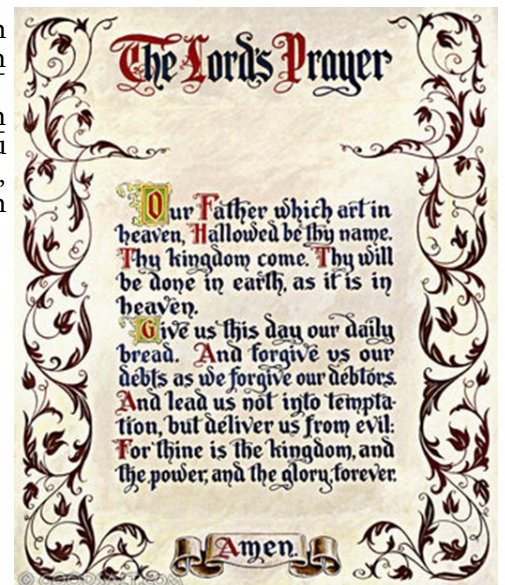 The Lord's Prayer
Our Father which art in
heaven, Hallowed be thy name.
Thy kingdom come. Thy will
be done in earth, as it is in
heaven.
Give us this day our daily
bread. And forgive us our
debts as we forgive our debtors.
And lead us not into tempta-
tion, but deliver us from evil:
For thine is the kingdom, and
the power, and the glory, forever.
Amen.